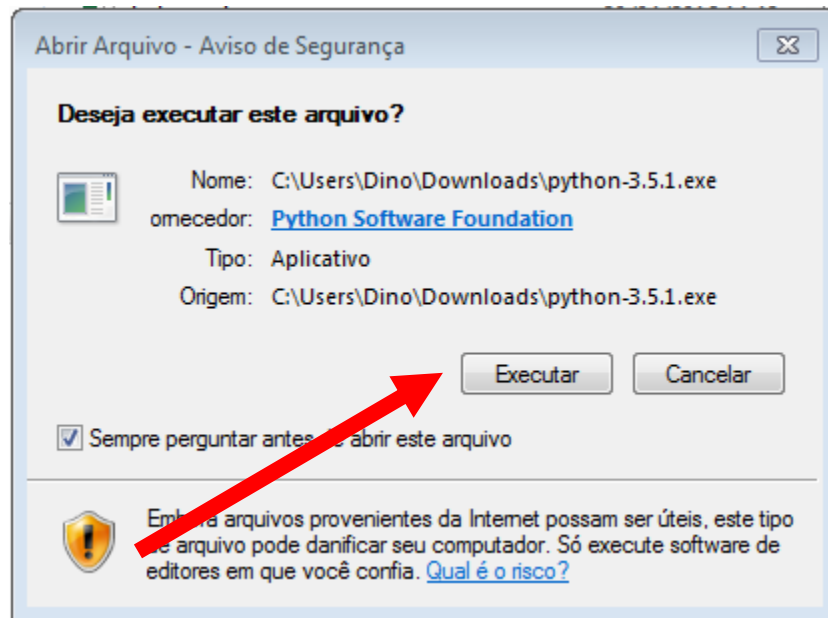 Abrir Arquivo - Aviso de Segurança
Deseja executar este arquivo?
Nome: C:\Users\Dino\Downloads\python-3.5.1.exe
ornecedor: Python Software Foundation
Tipo: Aplicativo
Origem: C:\Users\Dino\Downloads\python-3.5.1.exe
Executar Cancelar
Sempre perguntar antes de abrir este arquivo
Embora arquivos provenientes da Internet possam ser úteis, este tipo
de arquivo pode danificar seu computador. Só execute software de
editores em que você confia. Qual é o risco?